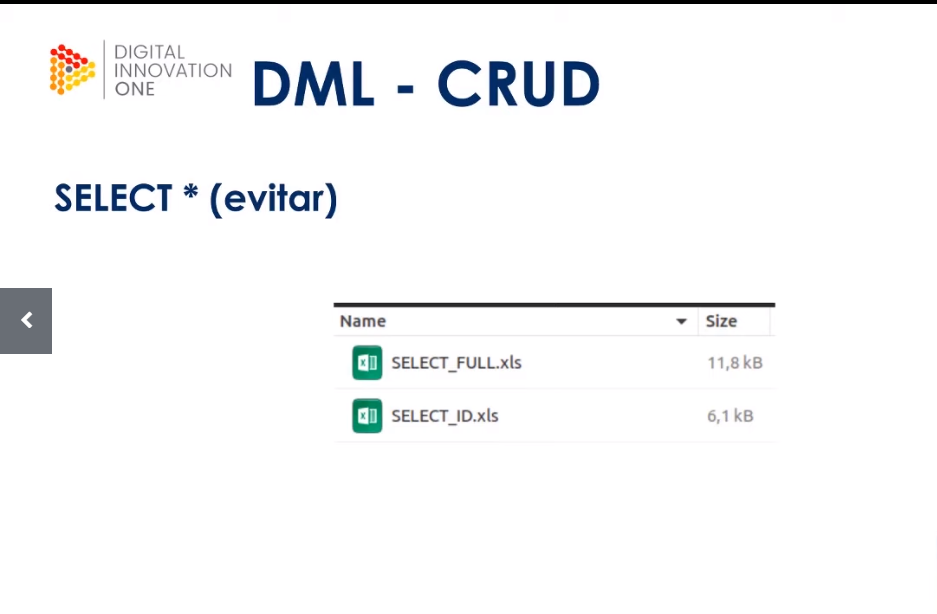 DIGITAL
INNOVATION
ONE
DML - CRUD
SELECT * (evitar)
Name Size
SELECT_FULL.xls 11,8 kB
SELECT_ID.xls 6,1 kB